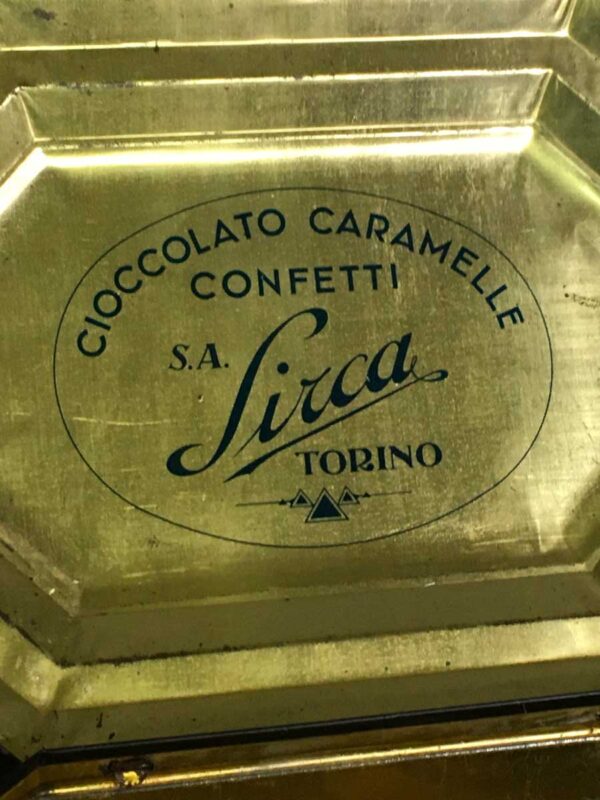 CIOCCOLATO CARAMELLE
CONFETTI
S.A. Sirca
TORINO